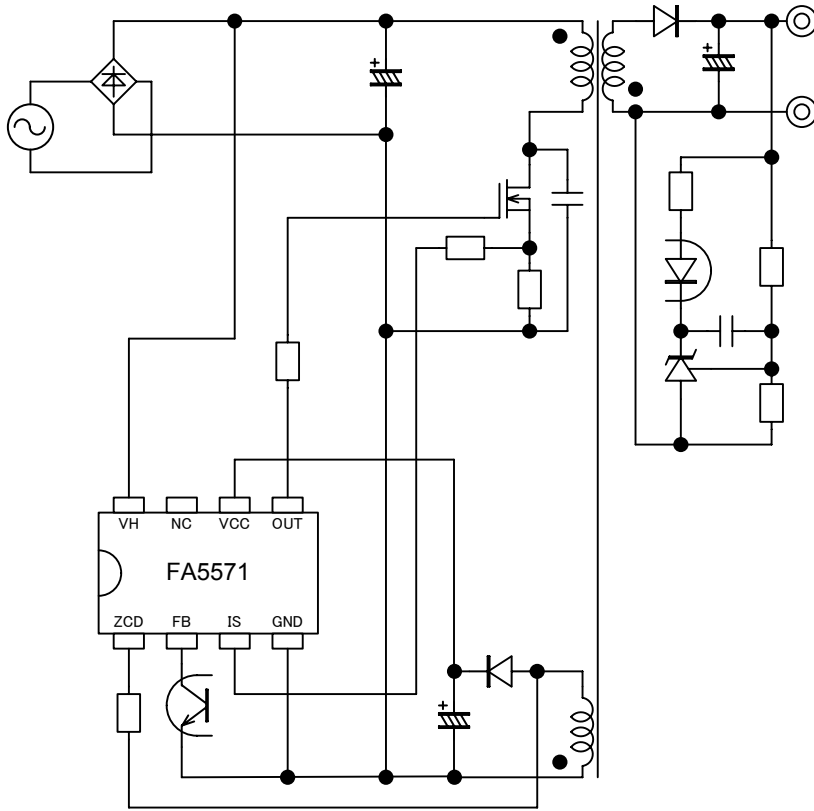 +
+
VH NC VCC OUT
FA5571
ZCD FB IS GND
+